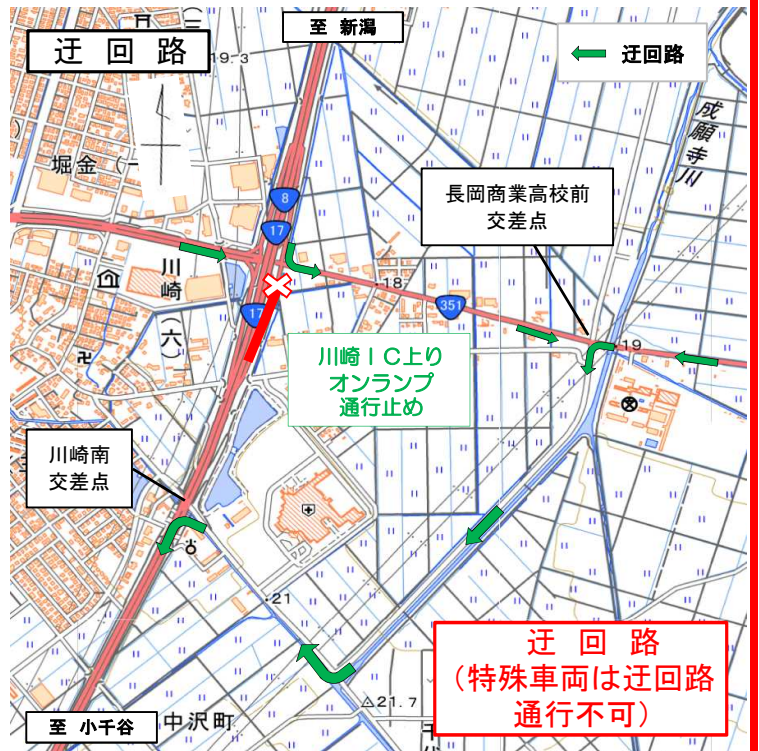 迂 回 路
至 新潟
迂回路
19.3
成願寺川
堀金（一
長岡商業高校前
交差点
8
17
川崎（六）
18
17
351
19
川崎ＩＣ上り
オンランプ
通行止め
川崎南
交差点
21
迂 回 路
（特殊車両は迂回路
通行不可）
21.7
至 小千谷
中沢町